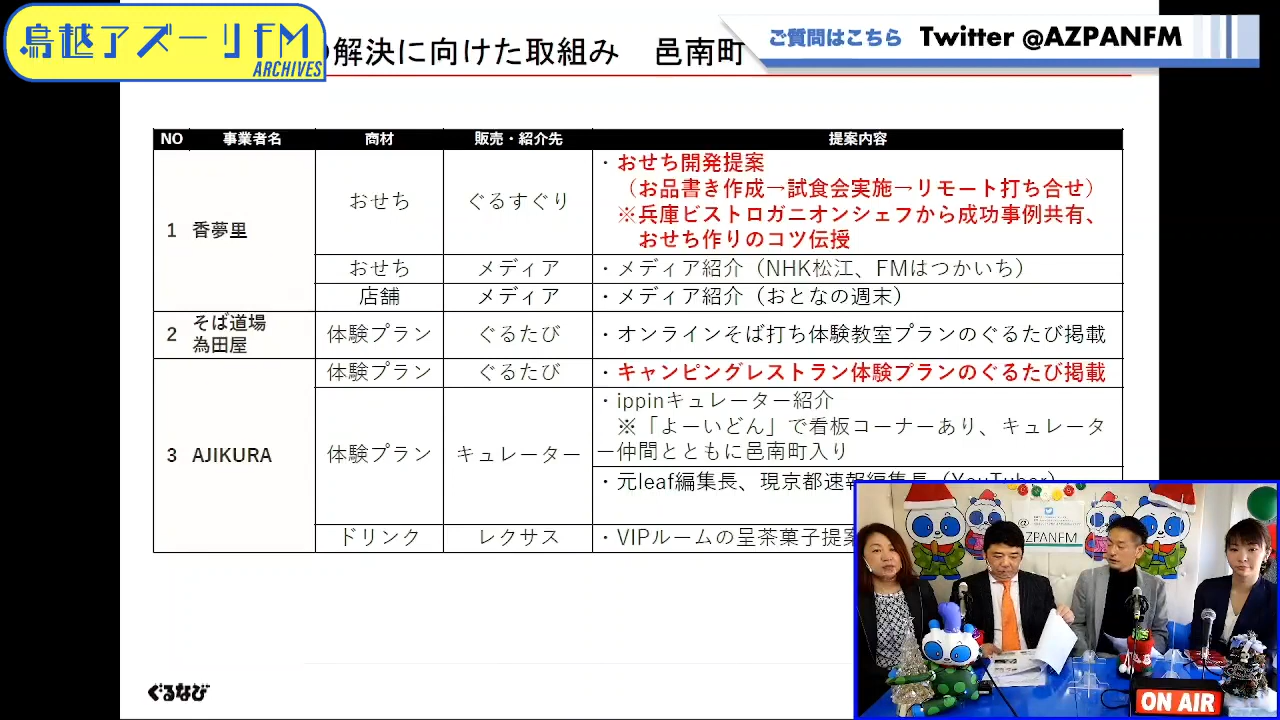 鳥越アズーリFM
ARCHIVES
の解決に向けた取組み 邑南町
ご質問はこちら Twitter @AZPANFM
NO 事業者名 商材 販売・紹介先 提案内容
1 香夢里
おせち ぐるすぐり
・おせち開発提案
（お品書き作成→試食会実施→リモート打ち合せ）
※兵庫ビストロガニオンシェフから成功事例共有、
おせち作りのコツ伝授
おせち メディア ・メディア紹介（NHK松江、FMはつかいち）
店舗 メディア ・メディア紹介（おとなの週末）
2 そば道場
為田屋
体験プラン ぐるたび ・オンラインそば打ち体験教室プランのぐるたび掲載
3 AJIKURA
体験プラン ぐるたび ・キャンピングレストラン体験プランのぐるたび掲載
体験プラン キュレーター
・ippinキュレーター紹介
※「よーいどん」で看板コーナーあり、キュレータ
ー仲間とともに邑南町入り
・元leaf編集長、現京都速報編集長（YouTuber）
ドリンク レクサス ・VIPルームの呈茶菓子提案
ぐるなび
@
AZPANFM
ON AIR